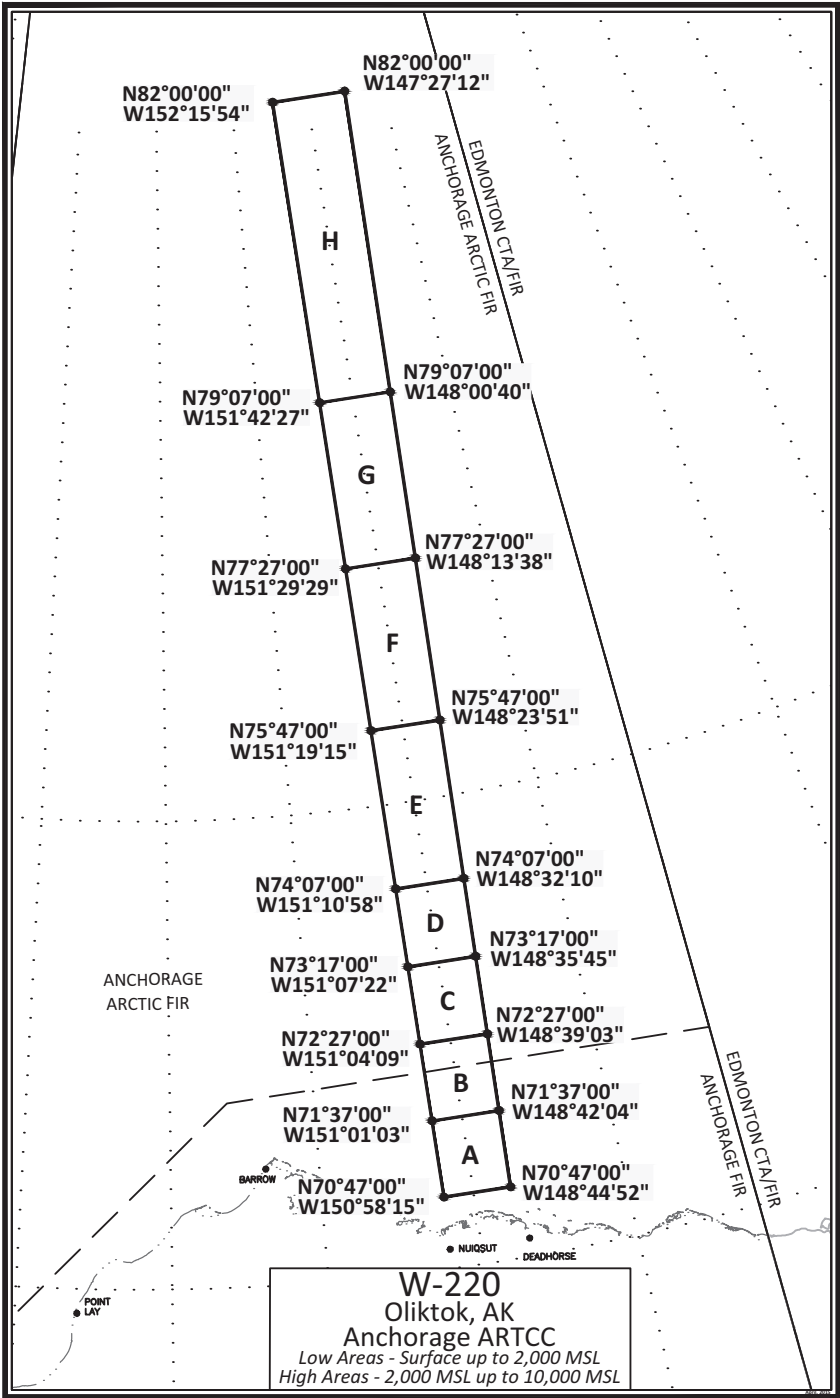 N82°00'00"
W147°27'12"
N82°00'00"
W152°15'54"
EDMONTON CTA/FIR
ANCHORAGE ARCTIC FIR
H
N79°07'00"
W148°00'40"
N79°07'00"
W151°42'27"
G
N77°27'00"
W148°13'38"
N77°27'00"
W151°29'29"
F
N75°47'00"
W148°23'51"
N75°47'00"
W151°19'15"
E
N74°07'00"
W148°32'10"
N74°07'00"
W151°10'58"
D
N73°17'00"
W148°35'45"
N73°17'00"
W151°07'22"
ANCHORAGE
ARCTIC FIR
C
N72°27'00"
W148°39'03"
N72°27'00"
W151°04'09"
B
EDMONTON CTA/FIR
ANCHORAGE FIR
N71°37'00"
W148°42'04"
N71°37'00"
W151°01'03"
A
BARROW
N70°47'00"
W148°44'52"
N70°47'00"
W150°58'15"
NUIQSUT
DEADHORSE
POINT
LAY
W-220
Oliktok, AK
Anchorage ARTCC
Low Areas - Surface up to 2,000 MSL
High Areas - 2,000 MSL up to 10,000 MSL